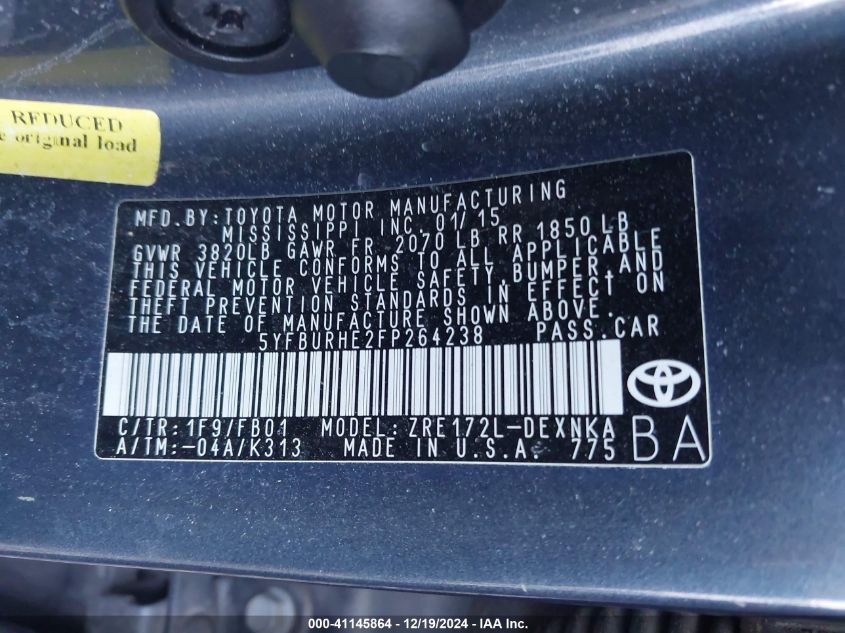 REDUCED
original load
MFD. BY: TOYOTA MOTOR MANUFACTURING
MISSISSIPPI INC. 01/15
GVWR 3820LB GAWR FR 2070 LB RR 1850 LB
THIS VEHICLE CONFORMS TO ALL APPLICABLE
FEDERAL MOTOR VEHICLE SAFETY, BUMPER, AND
THEFT PREVENTION STANDARDS IN EFFECT ON
THE DATE OF MANUFACTURE SHOWN ABOVE.
5YFBURHE2FP264238 PASS. CAR
C/TR: 1F9/FB01 MODEL: ZRE172L-DEXNKA
A/TM: -04A/K313 MADE IN U.S.A. 775
BA
000-41145864 - 12/19/2024 - IAA Inc.